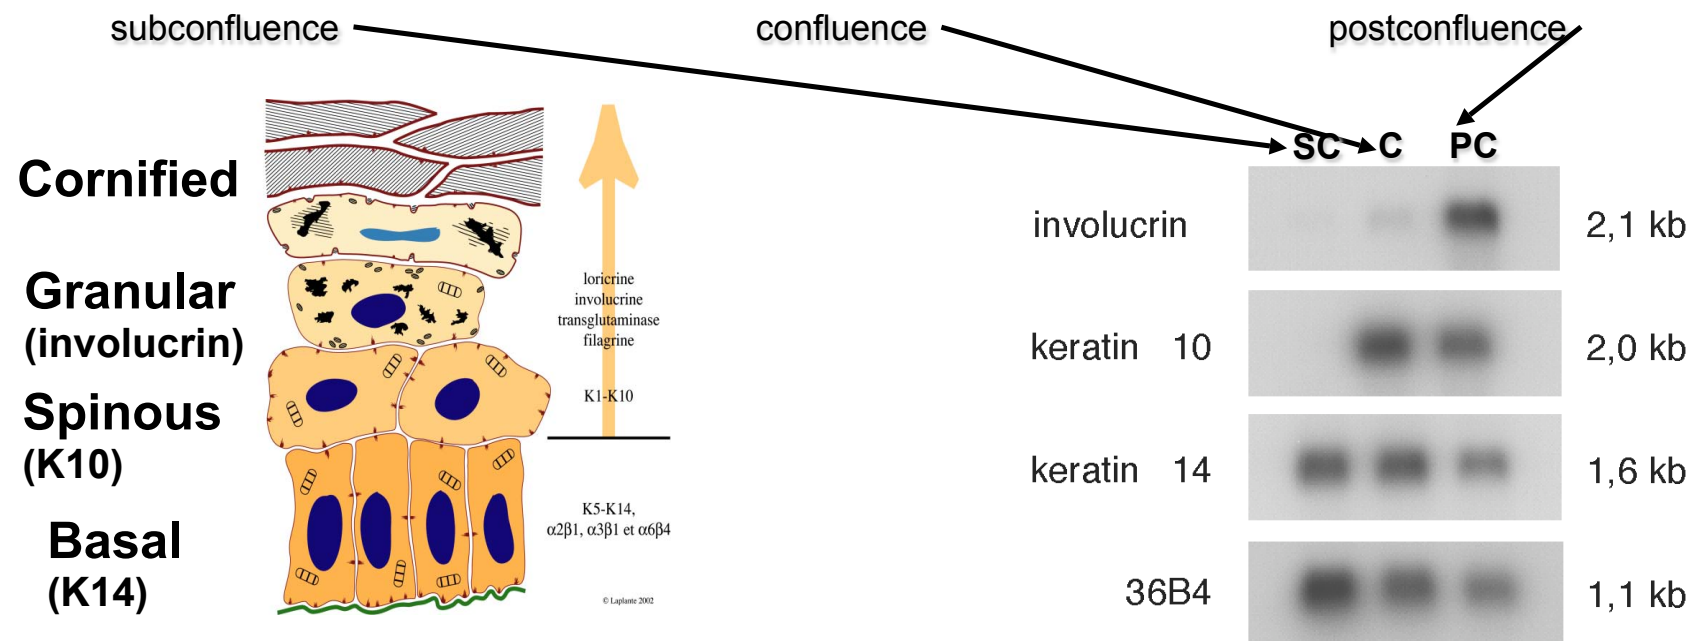 subconfluence
confluence
postconfluence
SC C PC
Cornified
Granular
(involucrin)
Spinous
(K10)
Basal
(K14)
loricrine
involucrine
transglutaminase
filagrine
K1-K10
K5-K14,
α2β1, α3β1 et α6β4
© Laplante 2002
involucrin 2,1 kb
keratin 10 2,0 kb
keratin 14 1,6 kb
36B4 1,1 kb